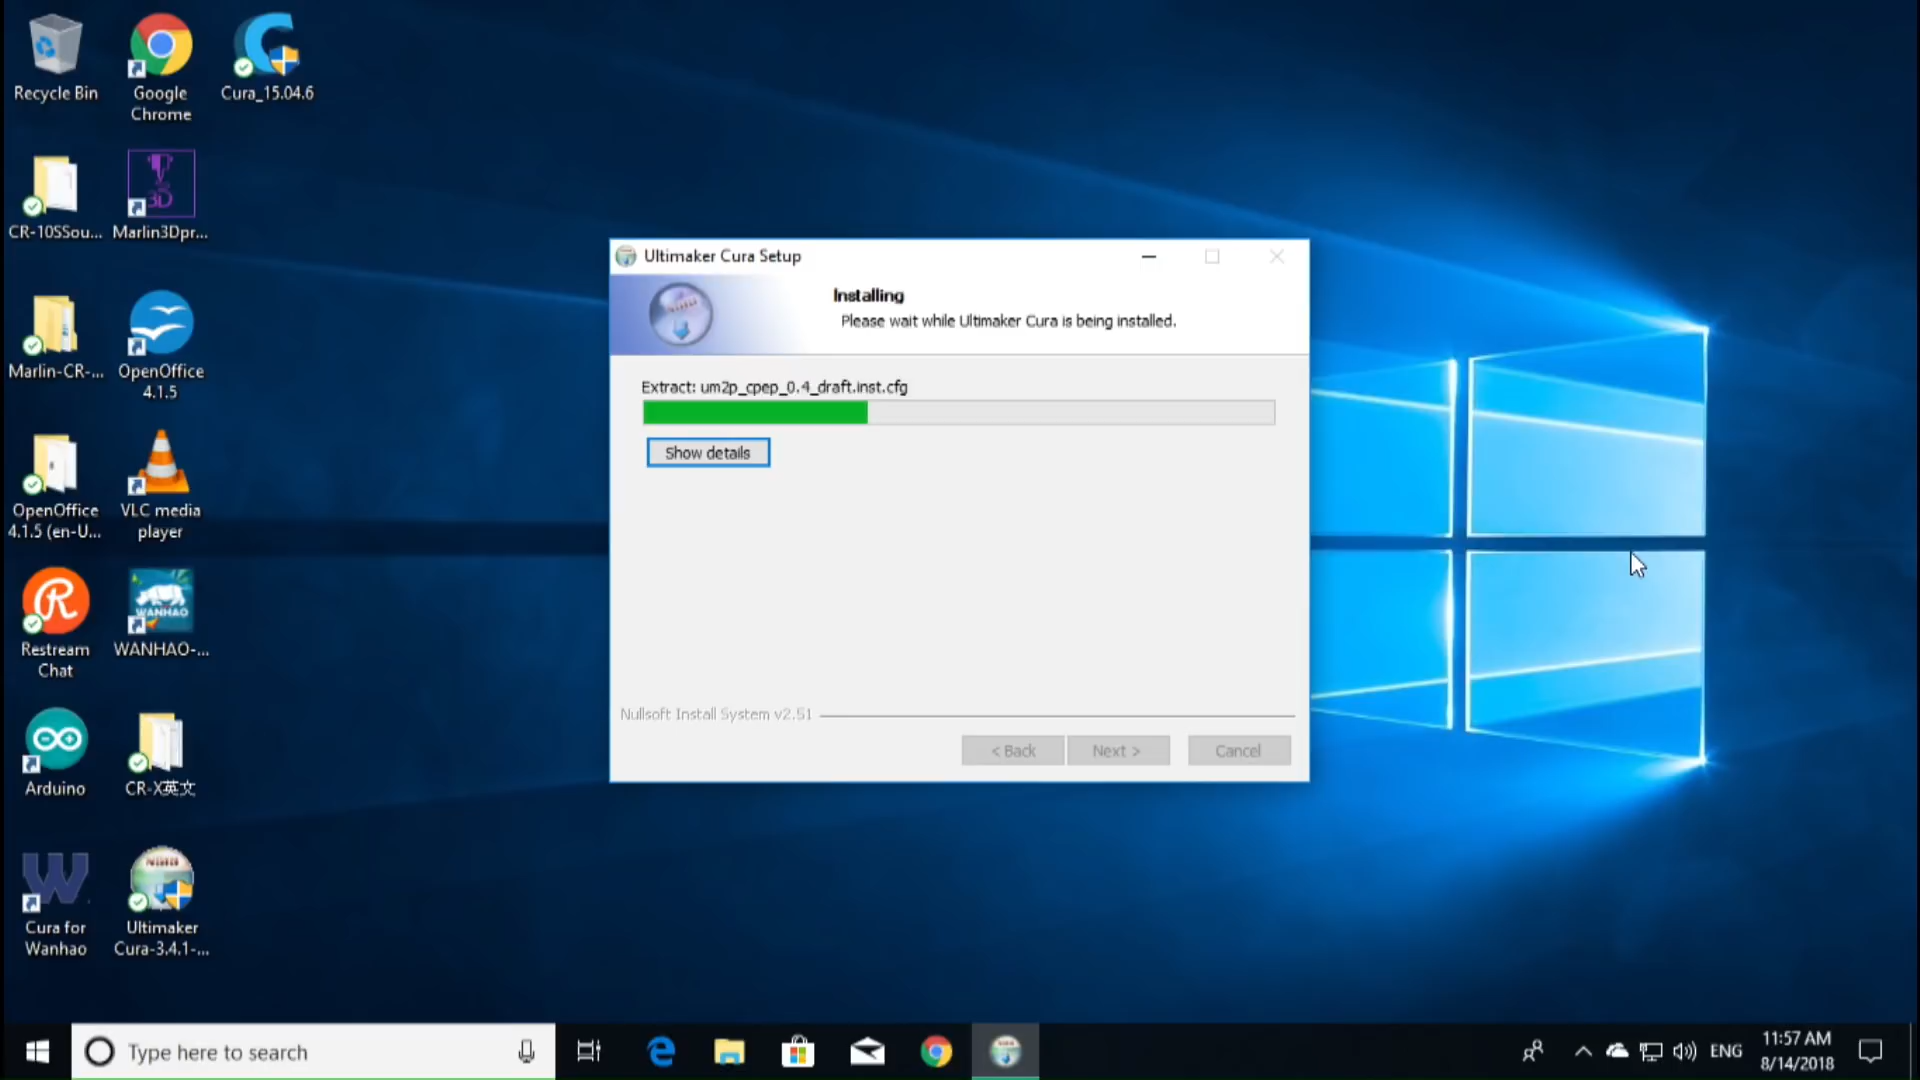 Recycle Bin
Google
Chrome
Cura_15.04.6
CR-10SSou...
Marlin3Dpr...
Marlin-CR-...
OpenOffice
4.1.5
OpenOffice
4.1.5 (en-U...
VLC media
player
Restream
Chat
WANHAO
WANHAO-...
Arduino
CR-X英文
Cura for
Wanhao
Ultimaker
Cura-3.4.1-...
Ultimaker Cura Setup
Installing
Please wait while Ultimaker Cura is being installed.
Extract: um2p_cpep_0.4_draft.inst.cfg
Show details
Nullsoft Install System v2.51
< Back
Next >
Cancel
Type here to search
ENG
11:57 AM
8/14/2018